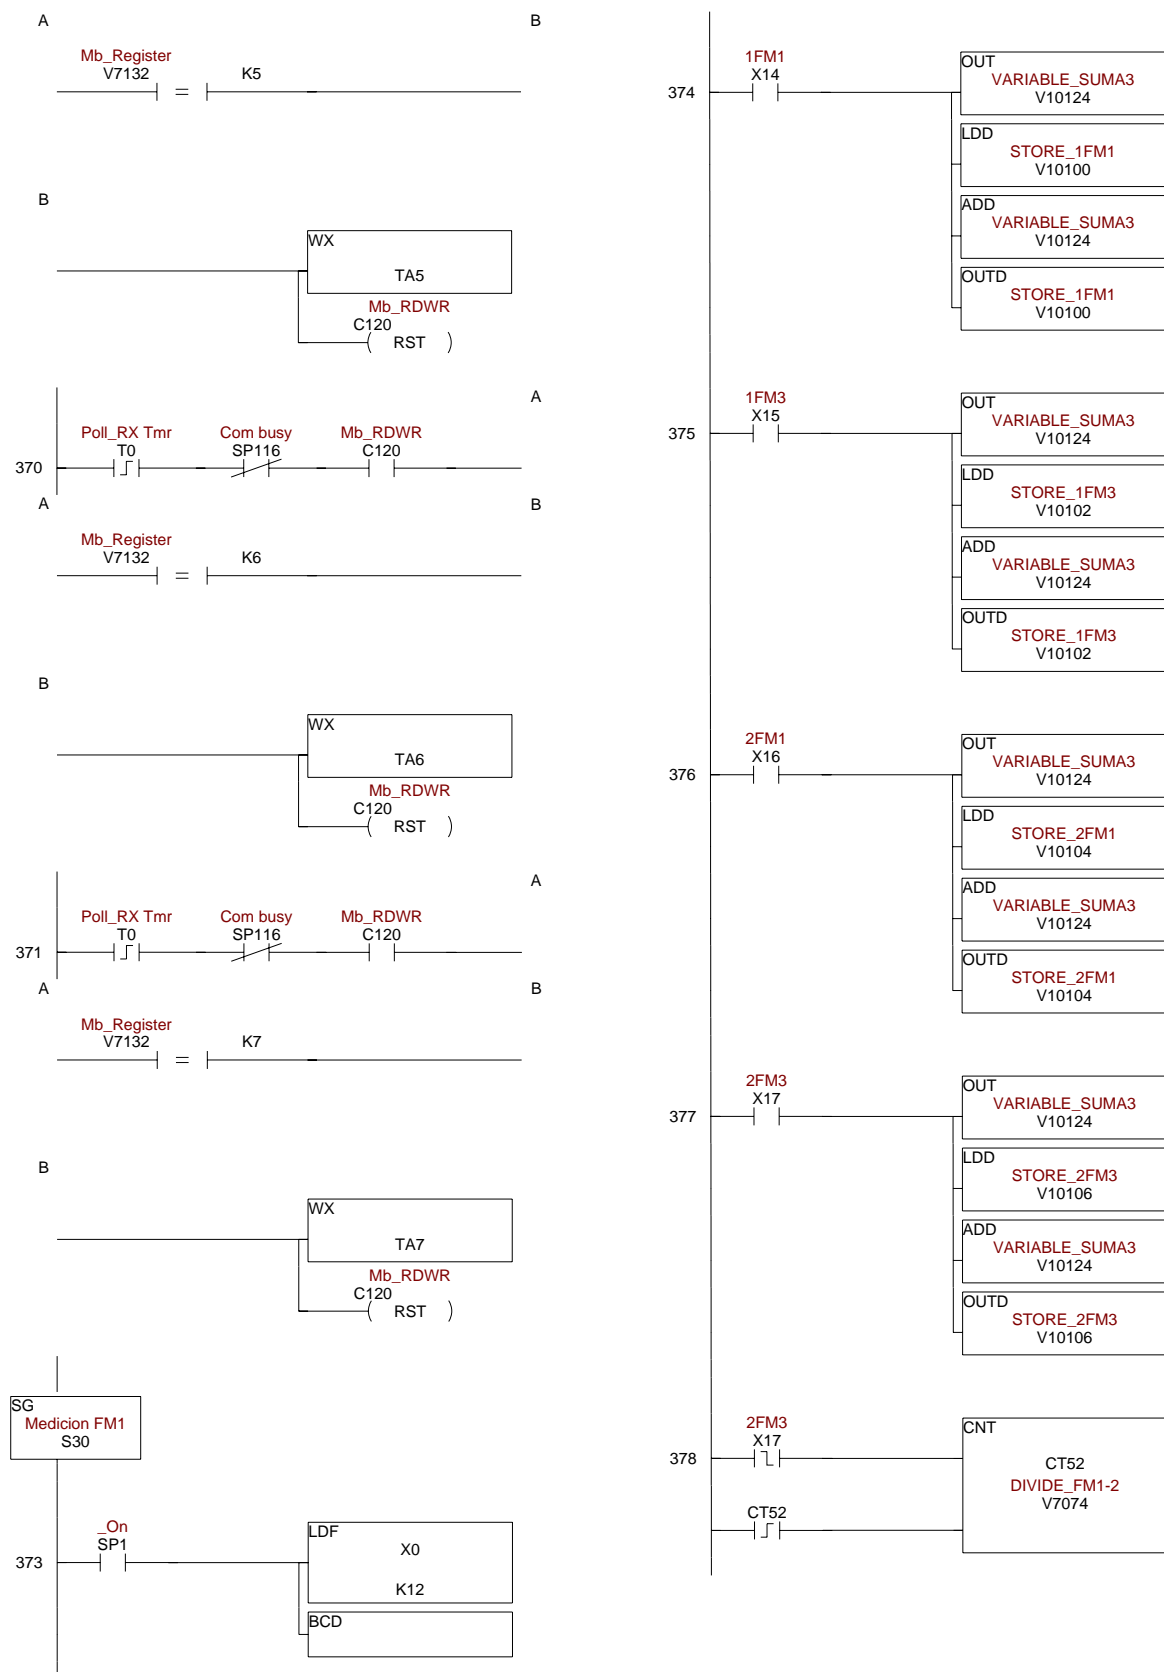 A B
Mb_Register
V7132 K5
=
B
WX
TA5
Mb_RDWR
C120
RST
A
Poll_RX Tmr Com busy Mb_RDWR
T0 SP116 C120
370
A B
Mb_Register
V7132 K6
=
B
WX
TA6
Mb_RDWR
C120
RST
A
Poll_RX Tmr Com busy Mb_RDWR
T0 SP116 C120
371
A B
Mb_Register
V7132 K7
=
B
WX
TA7
Mb_RDWR
C120
RST
SG
Medicion FM1
S30
_On
SP1
373
LDF
X0
K12
BCD
1FM1
X14
374
OUT
VARIABLE_SUMA3
V10124
LDD
STORE_1FM1
V10100
ADD
VARIABLE_SUMA3
V10124
OUTD
STORE_1FM1
V10100
1FM3
X15
375
OUT
VARIABLE_SUMA3
V10124
LDD
STORE_1FM3
V10102
ADD
VARIABLE_SUMA3
V10124
OUTD
STORE_1FM3
V10102
2FM1
X16
376
OUT
VARIABLE_SUMA3
V10124
LDD
STORE_2FM1
V10104
ADD
VARIABLE_SUMA3
V10124
OUTD
STORE_2FM1
V10104
2FM3
X17
377
OUT
VARIABLE_SUMA3
V10124
LDD
STORE_2FM3
V10106
ADD
VARIABLE_SUMA3
V10124
OUTD
STORE_2FM3
V10106
2FM3
X17
378
CT52
CNT
CT52
DIVIDE_FM1-2
V7074